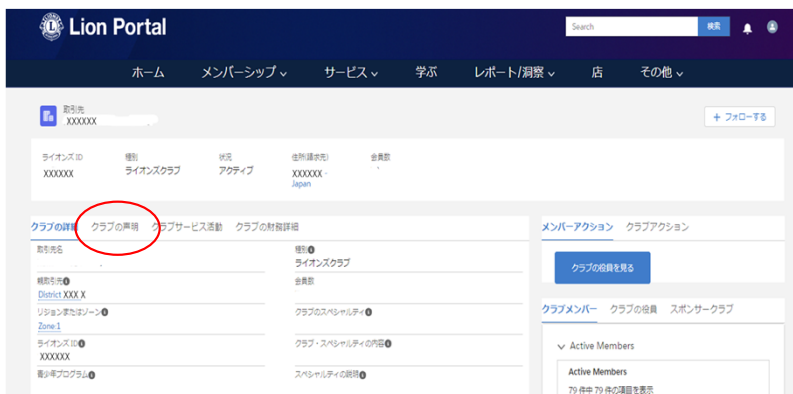 Lion Portal
Search
検索
ホーム メンバーシップ サービス 学ぶ レポート/洞察 店 その他
取引先
XXXXXX
+ フォローする
ライオンズ ID 種別 状況 住所(請求先) 会員数
XXXXXX ライオンズクラブ アクティブ XXXXXX
Japan
クラブの詳細 クラブの声明 クラブサービス活動 クラブの財務詳細
メンバーアクション クラブアクション
取引先名 種別
ライオンズクラブ
クラブの役員を見る
親取引先 会員数
District XXX X
リジョンまたはゾーン クラブのスペシャルティ
Zone:1
クラブメンバー クラブの役員 スポンサークラブ
ライオンズ ID クラブ・スペシャルティの内容
XXXXXX
Active Members
青少年プログラム スペシャルティの説明
Active Members
79 件中 79 件の項目を表示